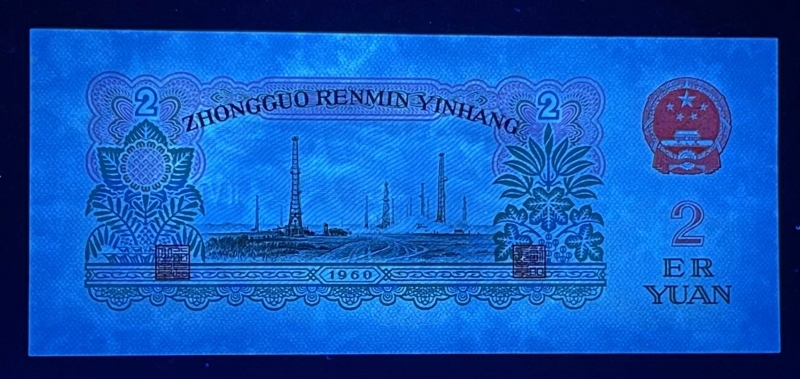 2 2
ZHONGGUO RENMIN YINHANG
1960
2
ER
YUAN